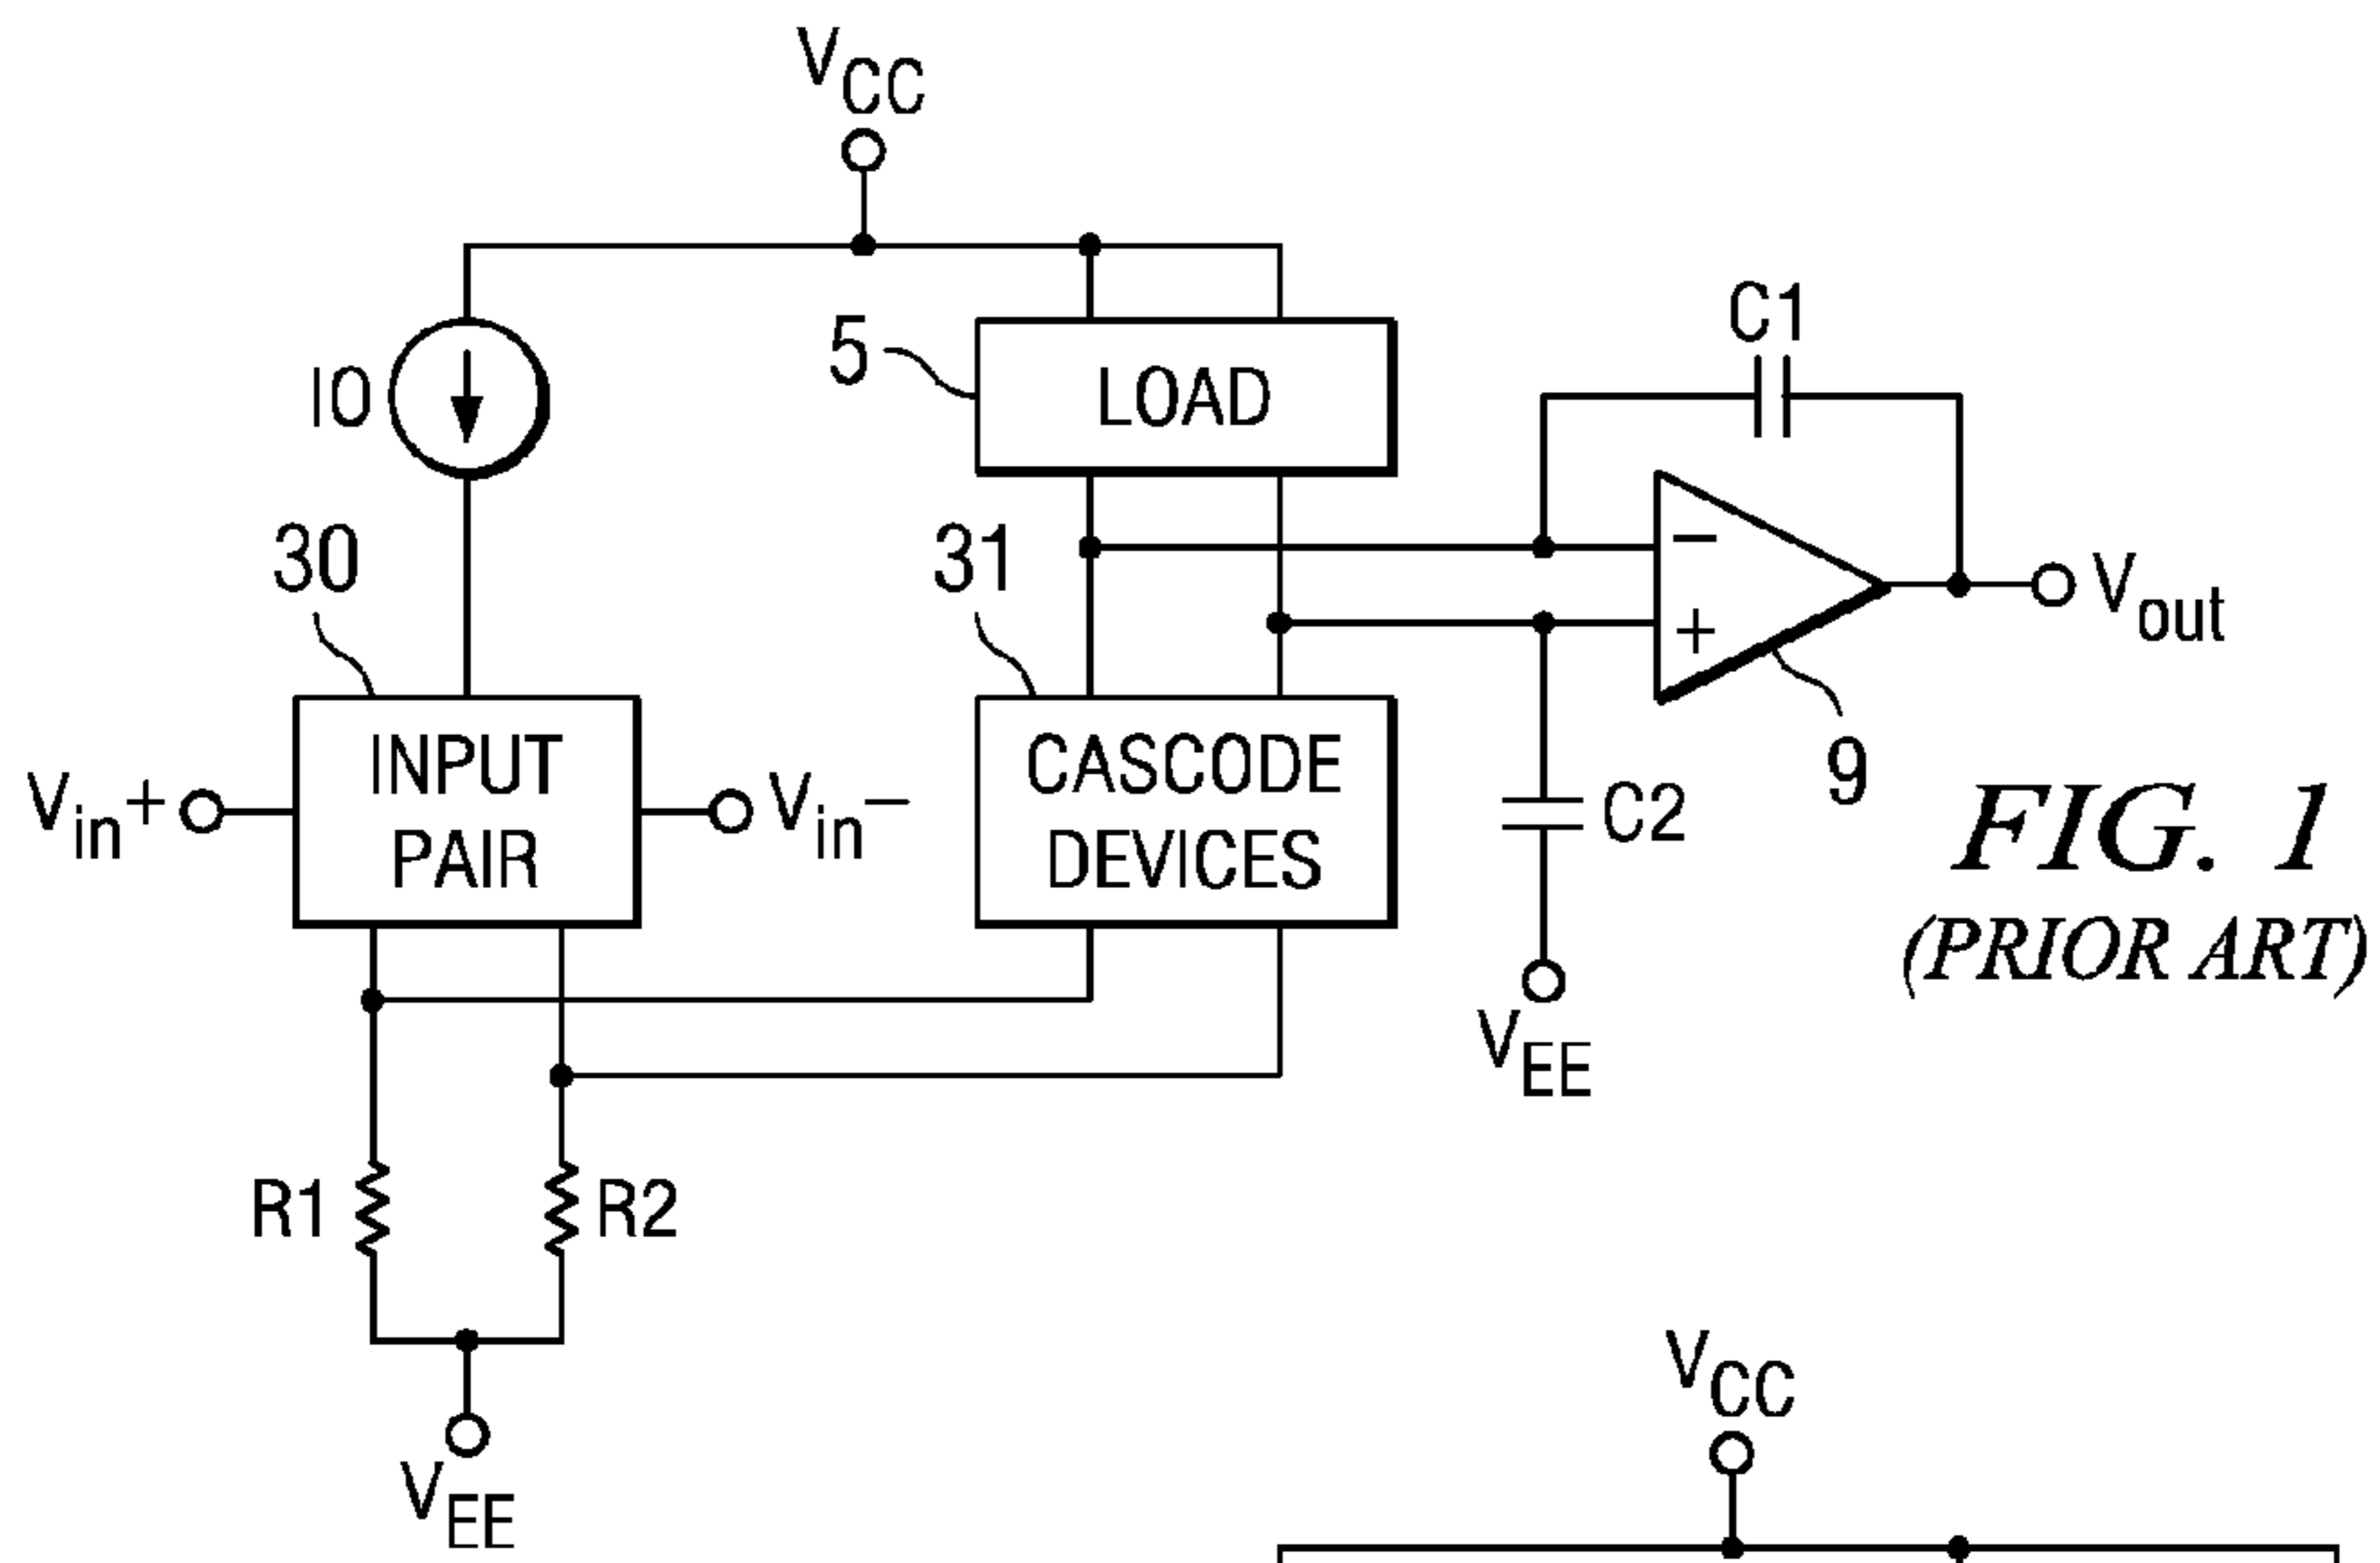 VCC
IO
5
LOAD
C1
30
31
−
+
Vout
9
Vin+
INPUT
PAIR
Vin−
CASCODE
DEVICES
C2
FIG. 1
(PRIOR ART)
VEE
R1
R2
VEE
VCC